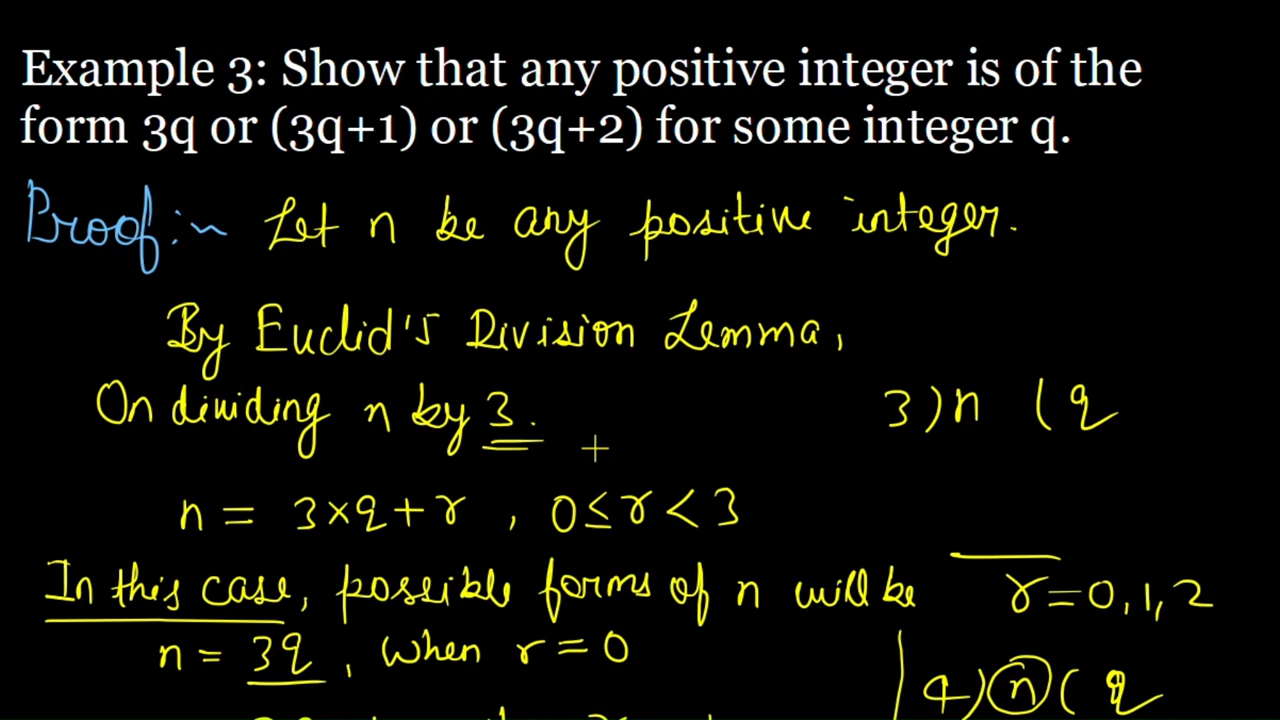 Example 3: Show that any positive integer is of the
form 3q or (3q+1) or (3q+2) for some integer q.
Proof:~ Let n be any positive integer.
By Euclid's Division Lemma,
On dividing n by 3.
3)n (q
n = 3×q+r, 0≤r<3
In this case, possible forms of n will be
r=0,1,2
n = 3q, when r=0
4)n(q